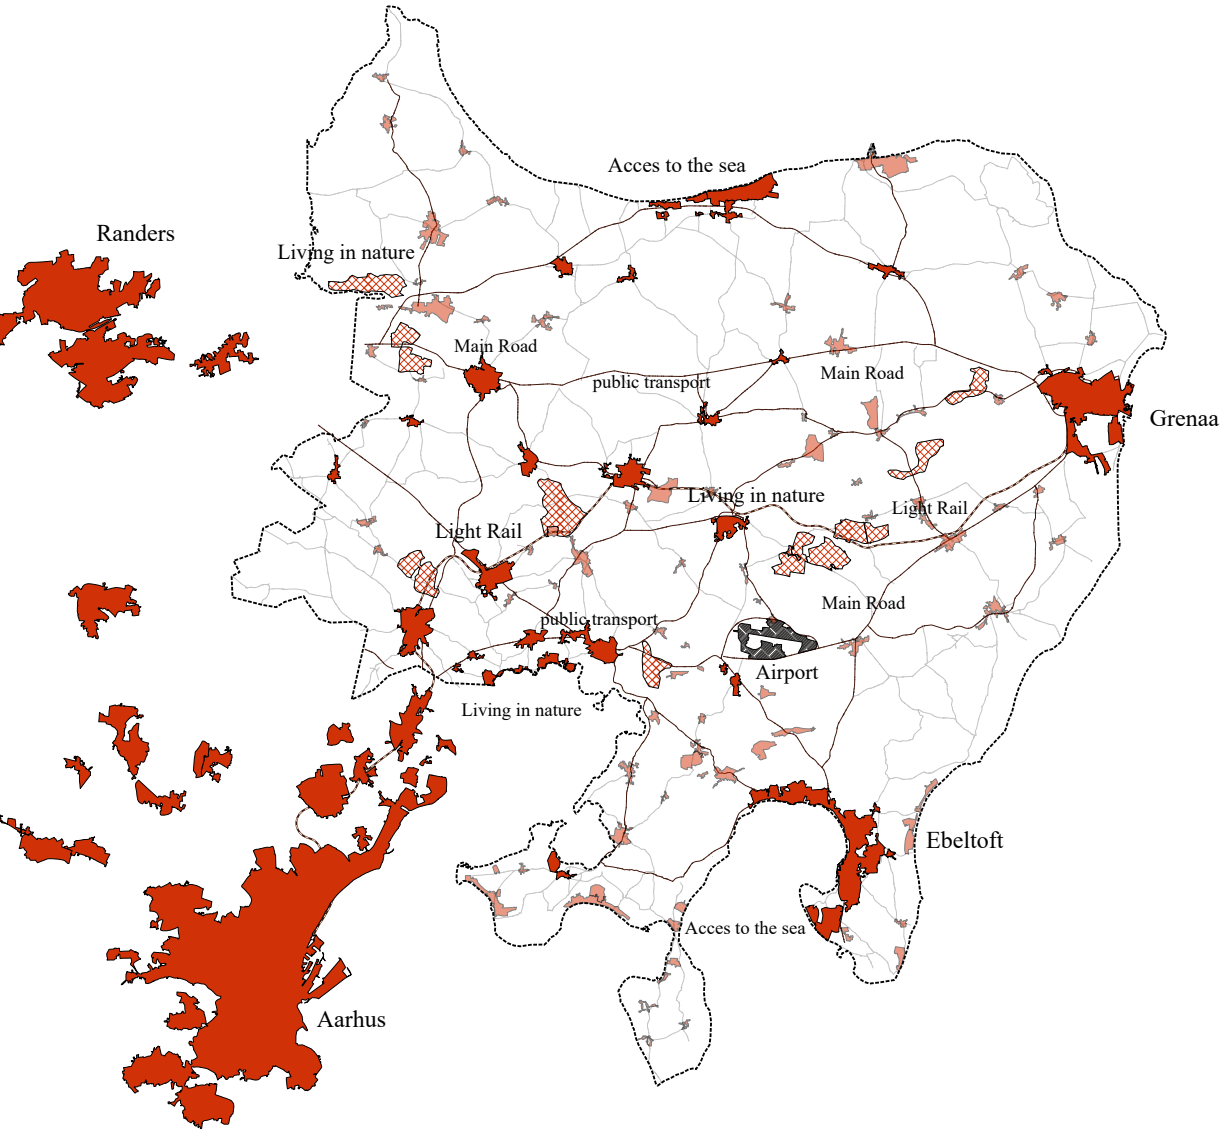 Acces to the sea
Randers
Living in nature
Main Road
Main Road
public transport
Grenaa
Living in nature
Light Rail
Light Rail
Main Road
public transport
Airport
Living in nature
Ebeltoft
Acces to the sea
Aarhus